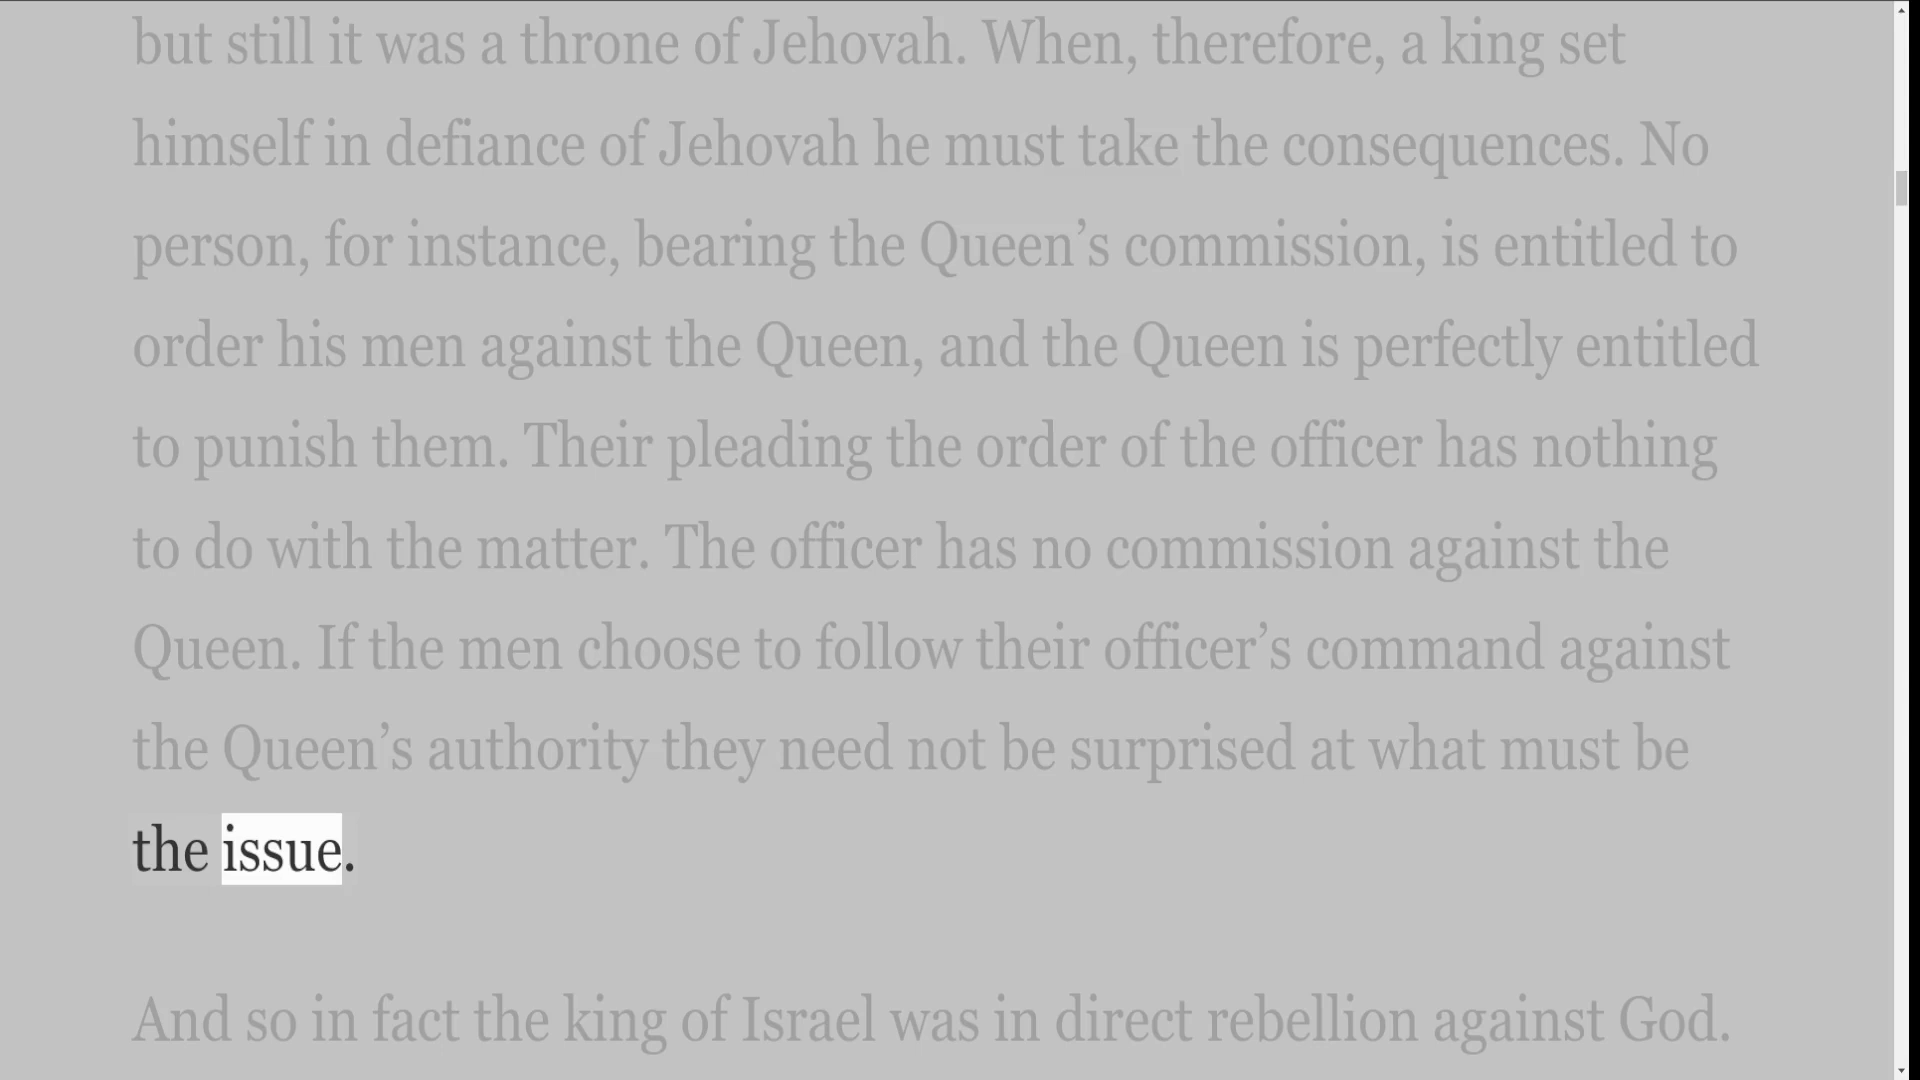 but still it was a throne of Jehovah. When, therefore, a king set
himself in defiance of Jehovah he must take the consequences. No
person, for instance, bearing the Queen’s commission, is entitled to
order his men against the Queen, and the Queen is perfectly entitled
to punish them. Their pleading the order of the officer has nothing
to do with the matter. The officer has no commission against the
Queen. If the men choose to follow their officer’s command against
the Queen’s authority they need not be surprised at what must be
the issue.
And so in fact the king of Israel was in direct rebellion against God.